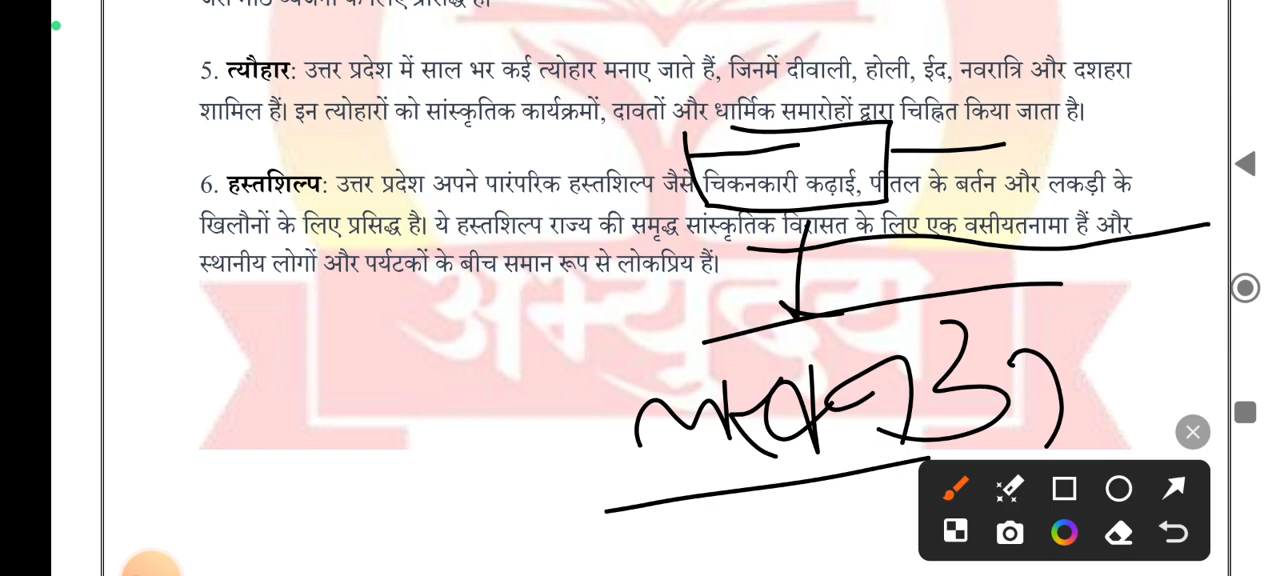 5. त्यौहार: उत्तर प्रदेश में साल भर कई त्योहार मनाए जाते हैं, जिनमें दीवाली, होली, ईद, नवरात्रि और दशहरा
शामिल हैं। इन त्योहारों को सांस्कृतिक कार्यक्रमों, दावतों और धार्मिक समारोहों द्वारा चिह्नित किया जाता है।
6. हस्तशिल्प: उत्तर प्रदेश अपने पारंपरिक हस्तशिल्प जैसे चिकनकारी कढ़ाई, पीतल के बर्तन और लकड़ी के
खिलौनों के लिए प्रसिद्ध है। ये हस्तशिल्प राज्य की समृद्ध सांस्कृतिक विरासत के लिए एक वसीयतनामा हैं और
स्थानीय लोगों और पर्यटकों के बीच समान रूप से लोकप्रिय हैं।
अभ्युदय